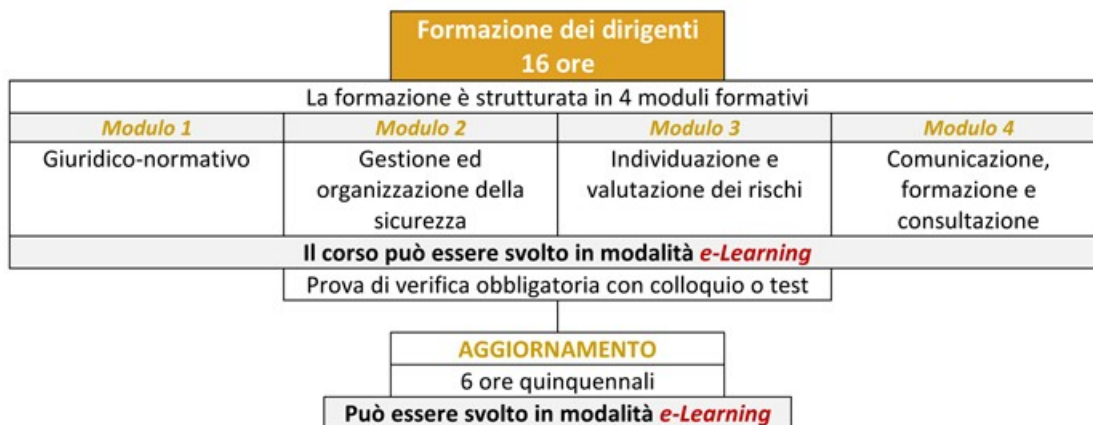 Formazione dei dirigenti
16 ore
La formazione è strutturata in 4 moduli formativi
Modulo 1
Modulo 2
Modulo 3
Modulo 4
Giuridico-normativo
Gestione ed
organizzazione della
sicurezza
Individuazione e
valutazione dei rischi
Comunicazione,
formazione e
consultazione
Il corso può essere svolto in modalità e-Learning
Prova di verifica obbligatoria con colloquio o test
AGGIORNAMENTO
6 ore quinquennali
Può essere svolto in modalità e-Learning